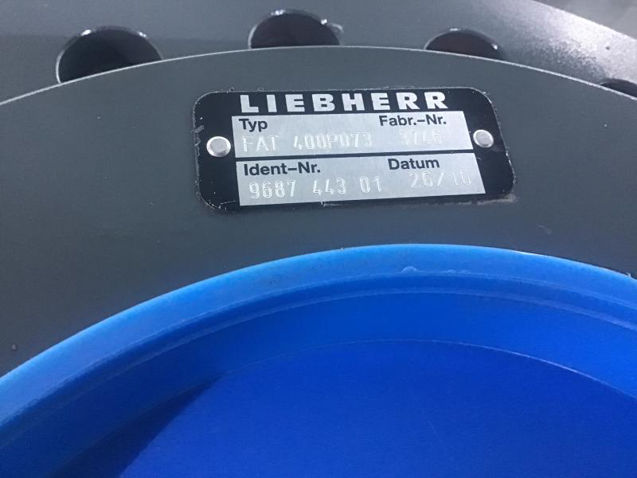 LIEBHERR
Typ Fabr.-Nr.
FAT 400P073
Ident-Nr. Datum
9687 443 01